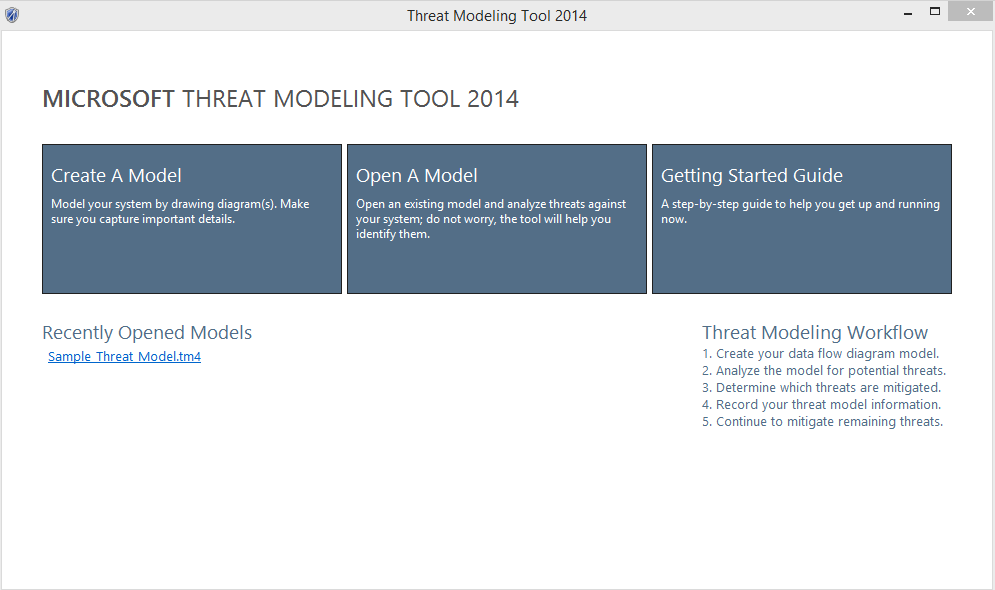 Threat Modeling Tool 2014
MICROSOFT THREAT MODELING TOOL 2014
Create A Model
Model your system by drawing diagram(s). Make
sure you capture important details.
Open A Model
Open an existing model and analyze threats against
your system; do not worry, the tool will help you
identify them.
Getting Started Guide
A step-by-step guide to help you get up and running
now.
Recently Opened Models
Sample_Threat_Model.tm4
Threat Modeling Workflow
1. Create your data flow diagram model.
2. Analyze the model for potential threats.
3. Determine which threats are mitigated.
4. Record your threat model information.
5. Continue to mitigate remaining threats.